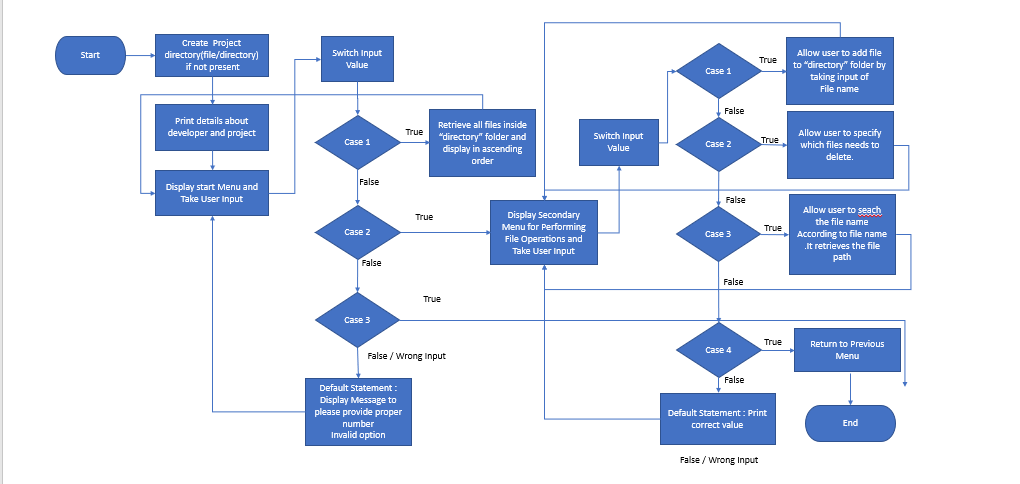 Start
Create Project
directory(file/directory)
if not present
Print details about
developer and project
Display start Menu and
Take User Input
Switch Input
Value
Case 1
True
Retrieve all files inside
“directory” folder and
display in ascending
order
False
Case 2
True
False
Case 3
True
False / Wrong Input
Default Statement :
Display Message to
please provide proper
number
Invalid option
Display Secondary
Menu for Performing
File Operations and
Take User Input
Switch Input
Value
Case 1
True
Allow user to add file
to “directory” folder by
taking input of
File name
False
Case 2
True
Allow user to specify
which files needs to
delete.
False
Case 3
True
Allow user to seach
the file name
According to file name
.It retrieves the file
path
False
Case 4
True
Return to Previous
Menu
False
Default Statement : Print
correct value
End
False / Wrong Input